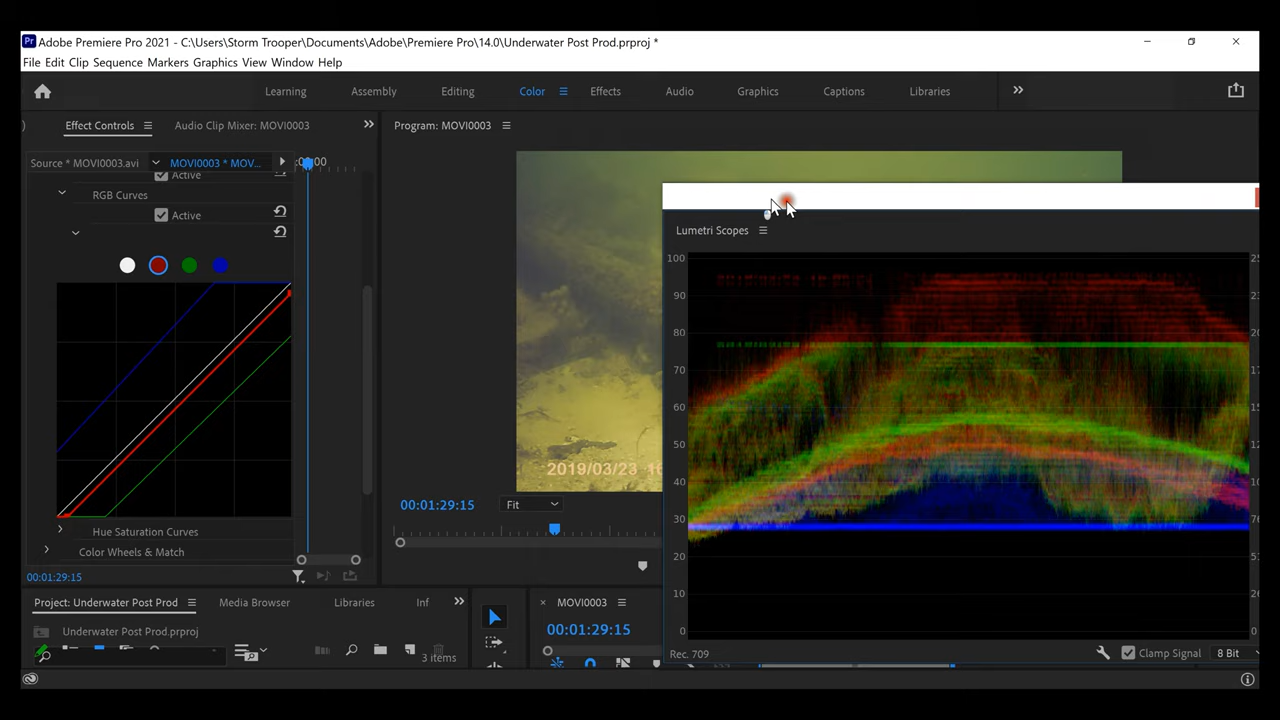 Adobe Premiere Pro 2021 - C:\Users\Storm Trooper\Documents\Adobe\Premiere Pro\14.0\Underwater Post Prod.prproj *
File Edit Clip Sequence Markers Graphics View Window Help
Learning Assembly Editing Color Effects Audio Graphics Captions Libraries
Effect Controls Audio Clip Mixer: MOVI0003 Program: MOVI0003
Source * MOVI0003.avi MOVI0003 * MOV... :00:00
Active
RGB Curves
Active
Lumetri Scopes
100
90
80
70
60
50
40
30
20
10
0
2019/03/23
00:01:29:15 Fit
Hue Saturation Curves
Color Wheels & Match
00:01:29:15
Project: Underwater Post Prod Media Browser Libraries Inf
MOVI0003
Underwater Post Prod.prproj
00:01:29:15
3 items
Rec. 709 Clamp Signal 8 Bit